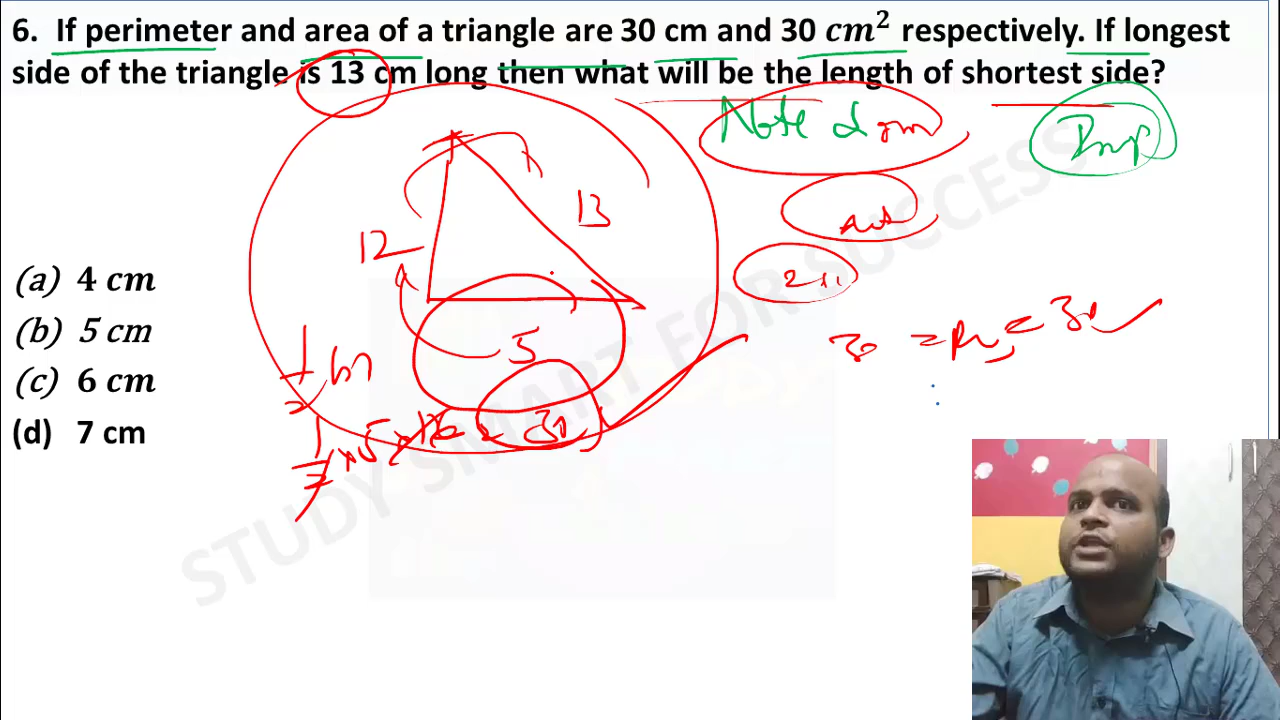 6. If perimeter and area of a triangle are 30 cm and 30 cm² respectively. If longest
side of the triangle is 13 cm long then what will be the length of shortest side?
Note
Imp
13
12
5
(a) 4 cm
(b) 5 cm
(c) 6 cm
(d) 7 cm
30
STUDY SMART FOR SUCCESS